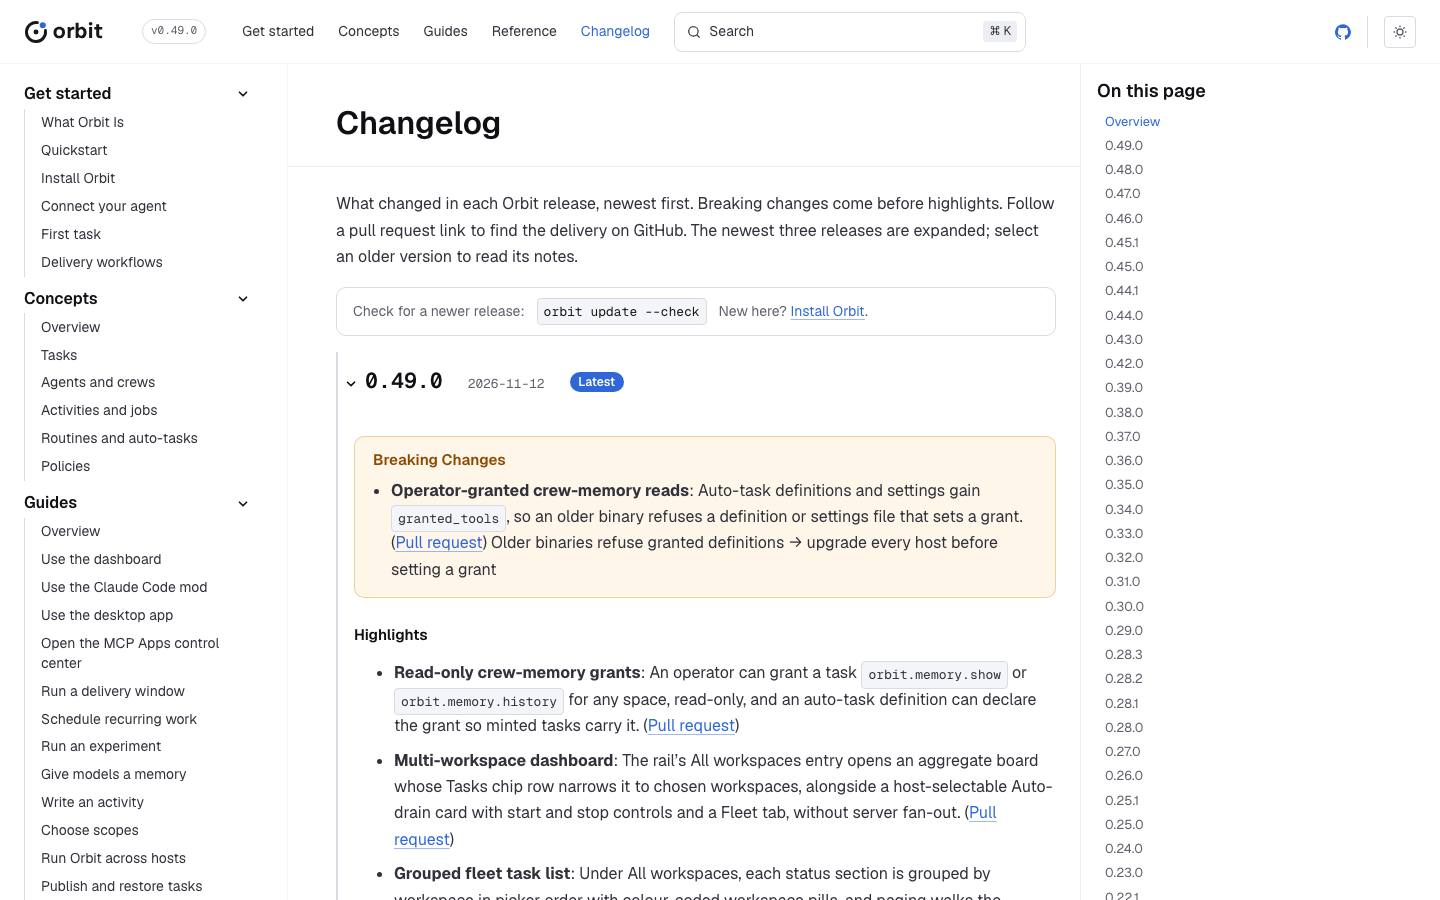 orbit
v0.49.0
Get started
Concepts
Guides
Reference
Changelog
Search
⌘ K
Get started
What Orbit Is
Quickstart
Install Orbit
Connect your agent
First task
Delivery workflows
Concepts
Overview
Tasks
Agents and crews
Activities and jobs
Routines and auto-tasks
Policies
Guides
Overview
Use the dashboard
Use the Claude Code mod
Use the desktop app
Open the MCP Apps control
center
Run a delivery window
Schedule recurring work
Run an experiment
Give models a memory
Write an activity
Choose scopes
Run Orbit across hosts
Publish and restore tasks
Changelog
What changed in each Orbit release, newest first. Breaking changes come before highlights. Follow
a pull request link to find the delivery on GitHub. The newest three releases are expanded; select
an older version to read its notes.
Check for a newer release: orbit update --check New here? Install Orbit.
0.49.0 2026-11-12 Latest
Breaking Changes
• Operator-granted crew-memory reads: Auto-task definitions and settings gain
granted_tools, so an older binary refuses a definition or settings file that sets a grant.
(Pull request) Older binaries refuse granted definitions → upgrade every host before
setting a grant
Highlights
• Read-only crew-memory grants: An operator can grant a task orbit.memory.show or
orbit.memory.history for any space, read-only, and an auto-task definition can declare
the grant so minted tasks carry it. (Pull request)
• Multi-workspace dashboard: The rail's All workspaces entry opens an aggregate board
whose Tasks chip row narrows it to chosen workspaces, alongside a host-selectable Auto-
drain card with start and stop controls and a Fleet tab, without server fan-out. (Pull
request)
• Grouped fleet task list: Under All workspaces, each status section is grouped by
workspace in picker order with colour-coded workspace pills, and paging walks the
On this page
Overview
0.49.0
0.48.0
0.47.0
0.46.0
0.45.1
0.45.0
0.44.1
0.44.0
0.43.0
0.42.0
0.39.0
0.38.0
0.37.0
0.36.0
0.35.0
0.34.0
0.33.0
0.32.0
0.31.0
0.30.0
0.29.0
0.28.3
0.28.2
0.28.1
0.28.0
0.27.0
0.26.0
0.25.1
0.25.0
0.24.0
0.23.0
0.22.1